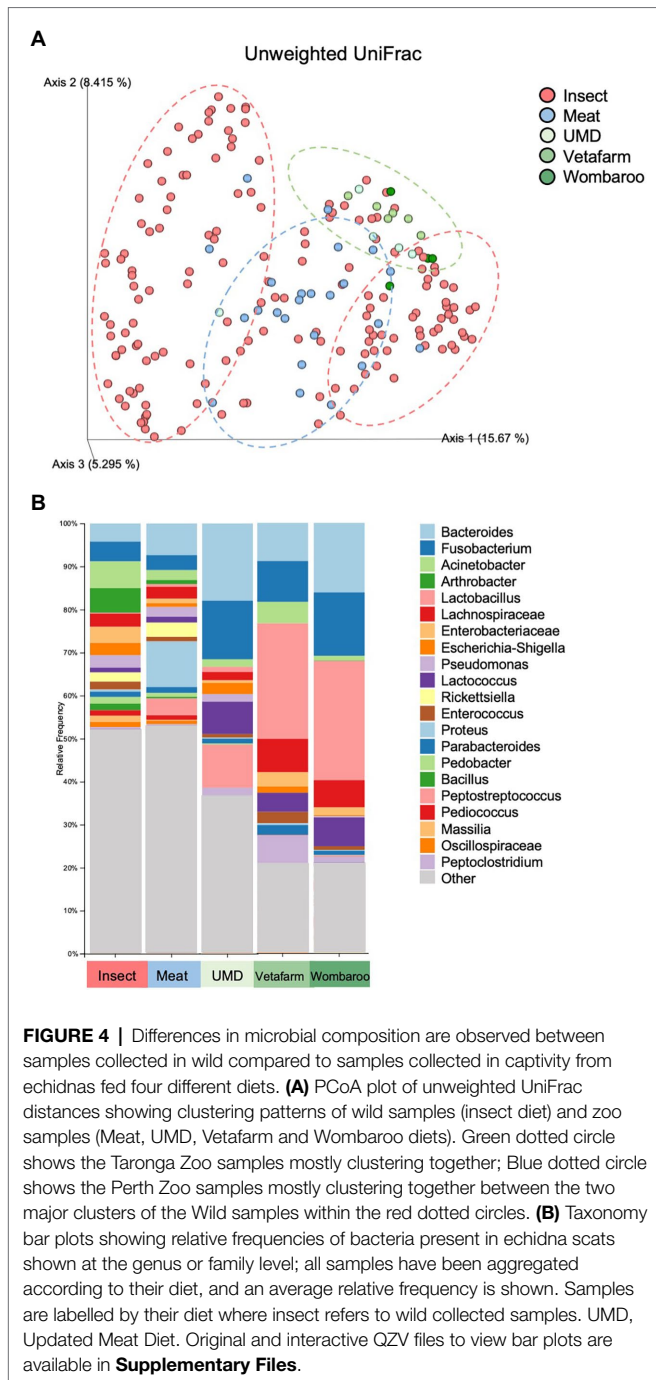 A
Unweighted UniFrac
Axis 2 (8.415 %)
Insect
Meat
UMD
Vetafarm
Wombaroo
Axis 1 (15.67 %)
Axis 3 (5.295 %)
B
100%
90%
80%
70%
60%
50%
40%
30%
20%
10%
0%
Relative Frequency
Insect
Meat
UMD
Vetafarm
Wombaroo
Bacteroides
Fusobacterium
Acinetobacter
Arthrobacter
Lactobacillus
Lachnospiraceae
Enterobacteriaceae
Escherichia-Shigella
Pseudomonas
Lactococcus
Rickettsiella
Enterococcus
Proteus
Parabacteroides
Pedobacter
Bacillus
Peptostreptococcus
Pediococcus
Massilia
Oscillospiraceae
Peptoclostridium
Other
FIGURE 4 | Differences in microbial composition are observed between
samples collected in wild compared to samples collected in captivity from
echidnas fed four different diets. (A) PCoA plot of unweighted UniFrac
distances showing clustering patterns of wild samples (insect diet) and zoo
samples (Meat, UMD, Vetafarm and Wombaroo diets). Green dotted circle
shows the Taronga Zoo samples mostly clustering together; Blue dotted circle
shows the Perth Zoo samples mostly clustering together between the two
major clusters of the Wild samples within the red dotted circles. (B) Taxonomy
bar plots showing relative frequencies of bacteria present in echidna scats
shown at the genus or family level; all samples have been aggregated
according to their diet, and an average relative frequency is shown. Samples
are labelled by their diet where insect refers to wild collected samples. UMD,
Updated Meat Diet. Original and interactive QZV files to view bar plots are
available in Supplementary Files.